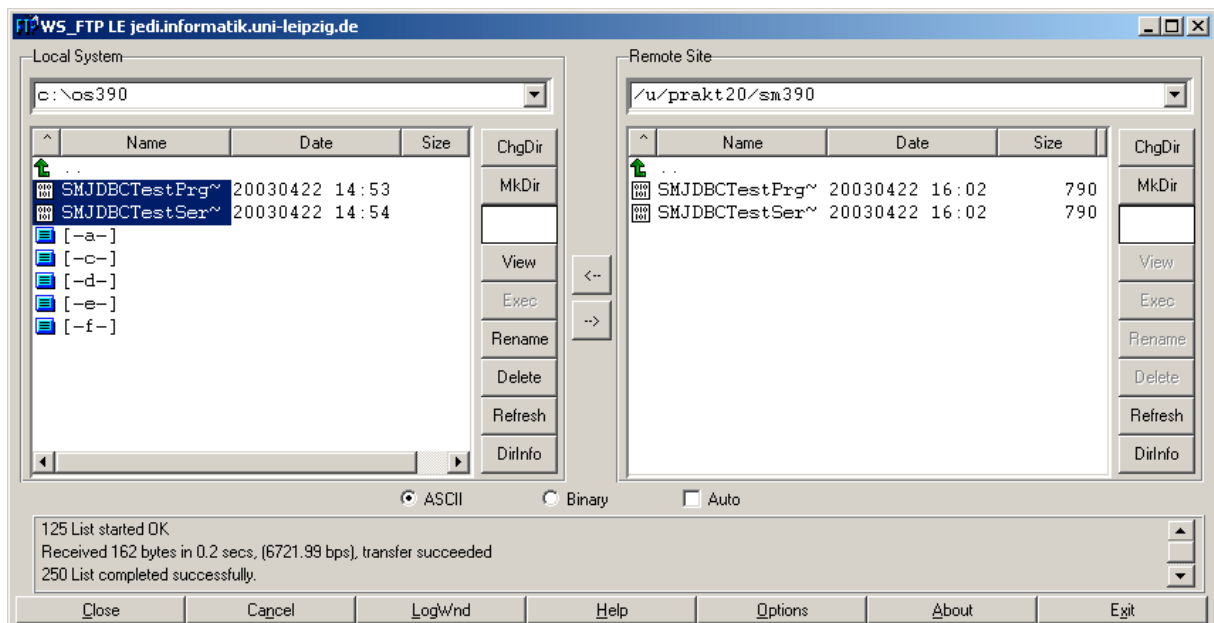 WS_FTP LE jedi.informatik.uni-leipzig.de
Local System
c:\os390
^ Name Date Size
..
SMJDBCTestPrg~ 20030422 14:53
SMJDBCTestSer~ 20030422 14:54
[-a-]
[-c-]
[-d-]
[-e-]
[-f-]
ChgDir
MkDir
View
Exec
Rename
Delete
Refresh
DirInfo
<--
-->
Remote Site
/u/prakt20/sm390
^ Name Date Size
..
SMJDBCTestPrg~ 20030422 16:02 790
SMJDBCTestSer~ 20030422 16:02 790
ChgDir
MkDir
View
Exec
Rename
Delete
Refresh
DirInfo
ASCII Binary Auto
125 List started OK
Received 162 bytes in 0.2 secs, (6721.99 bps), transfer succeeded
250 List completed successfully.
Close Cancel LogWnd Help Options About Exit